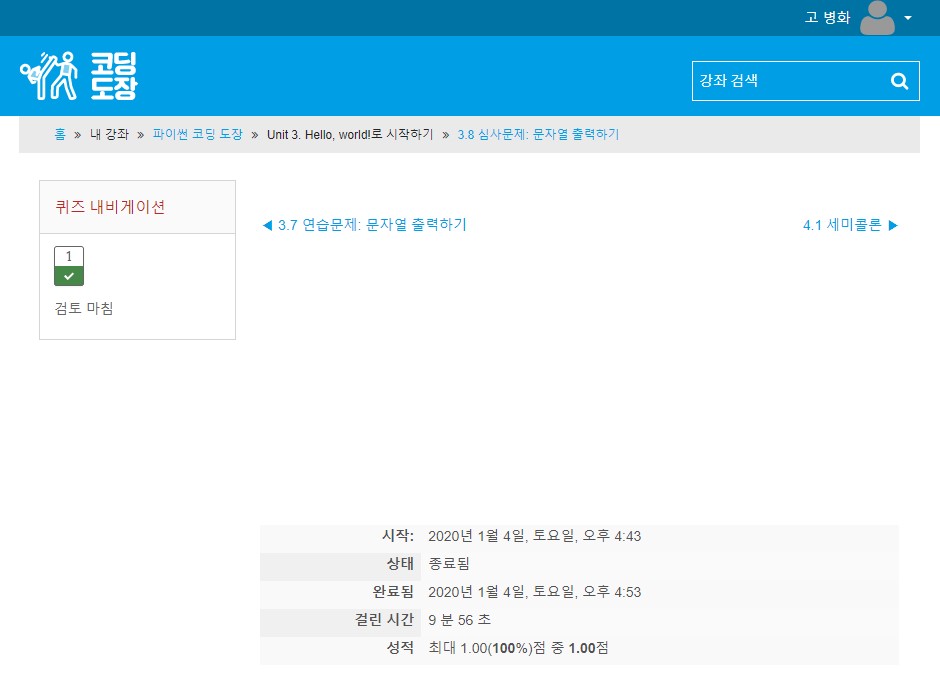 고 병화
코딩
도장
강좌 검색
홈 » 내 강좌 » 파이썬 코딩 도장 » Unit 3. Hello, world!로 시작하기 » 3.8 심사문제: 문자열 출력하기
퀴즈 내비게이션
1
검토 마침
◀ 3.7 연습문제: 문자열 출력하기
4.1 세미콜론 ▶
시작: 2020년 1월 4일, 토요일, 오후 4:43
상태 종료됨
완료됨 2020년 1월 4일, 토요일, 오후 4:53
걸린 시간 9 분 56 초
성적 최대 1.00(100%)점 중 1.00점